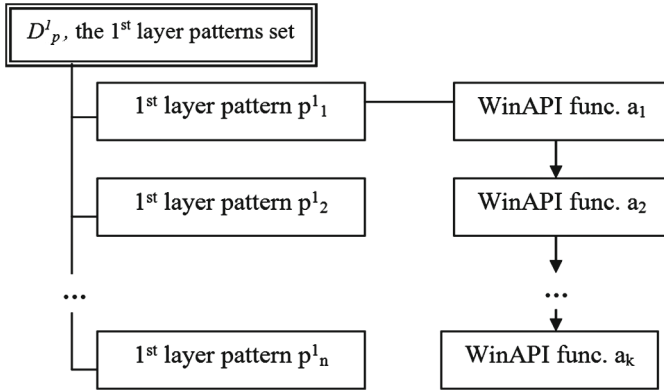 D¹ₚ, the 1ˢᵗ layer patterns set
1ˢᵗ layer pattern p¹₁
WinAPI func. a₁
1ˢᵗ layer pattern p¹₂
WinAPI func. a₂
...
...
1ˢᵗ layer pattern p¹ₙ
WinAPI func. aₖ